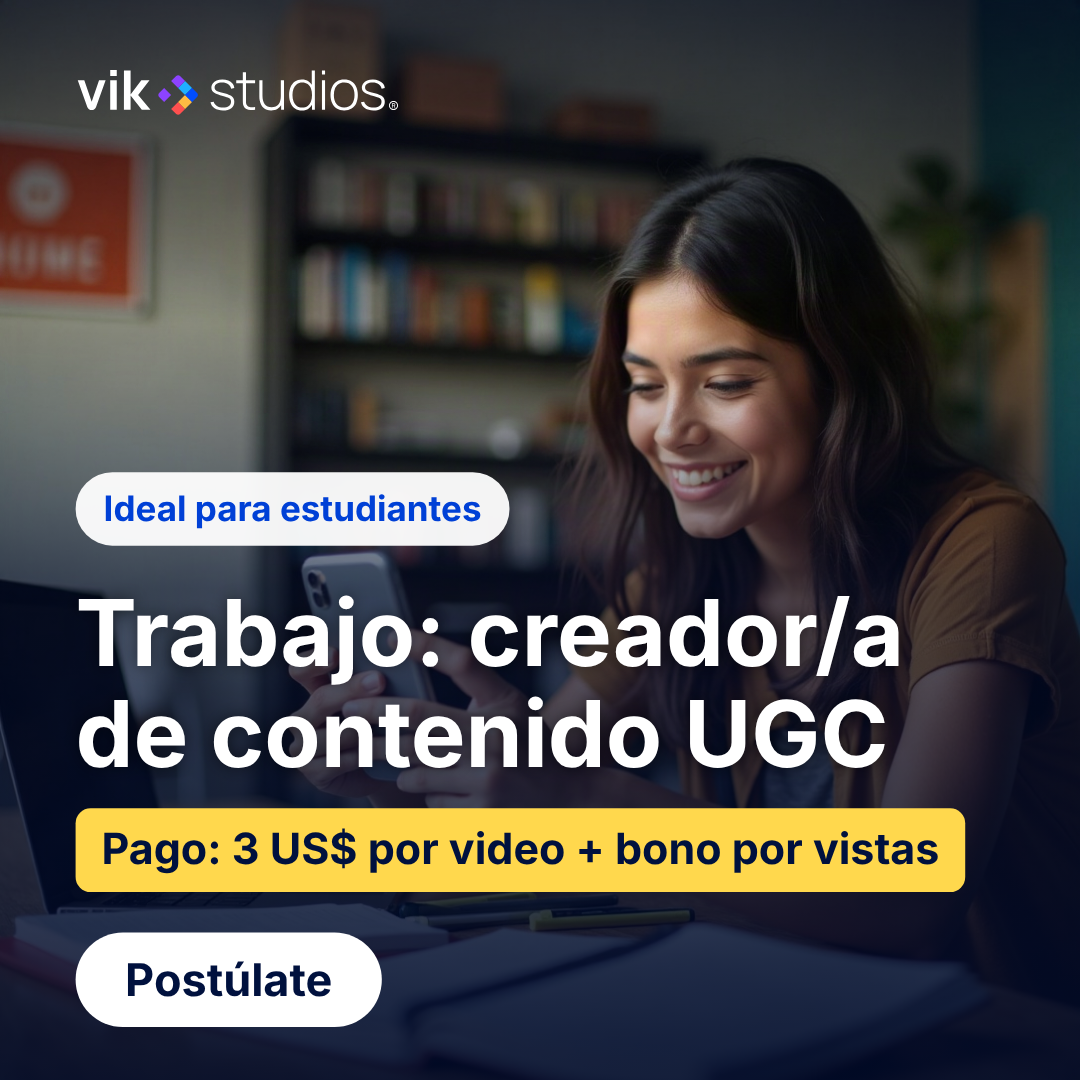 vik studios®
HOME
Ideal para estudiantes
Trabajo: creador/a
de contenido UGC
Pago: 3 US$ por video + bono por vistas
Postúlate